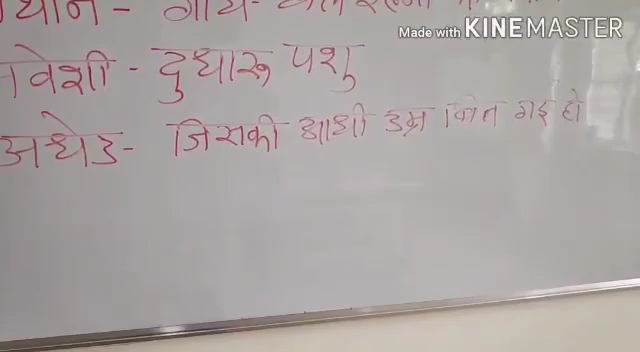 Made with KINEMASTER
थान - गाय-बैल
वेशी - दुधारू पशु
अधेड - जिसकी आधी उम्र बित गई हो